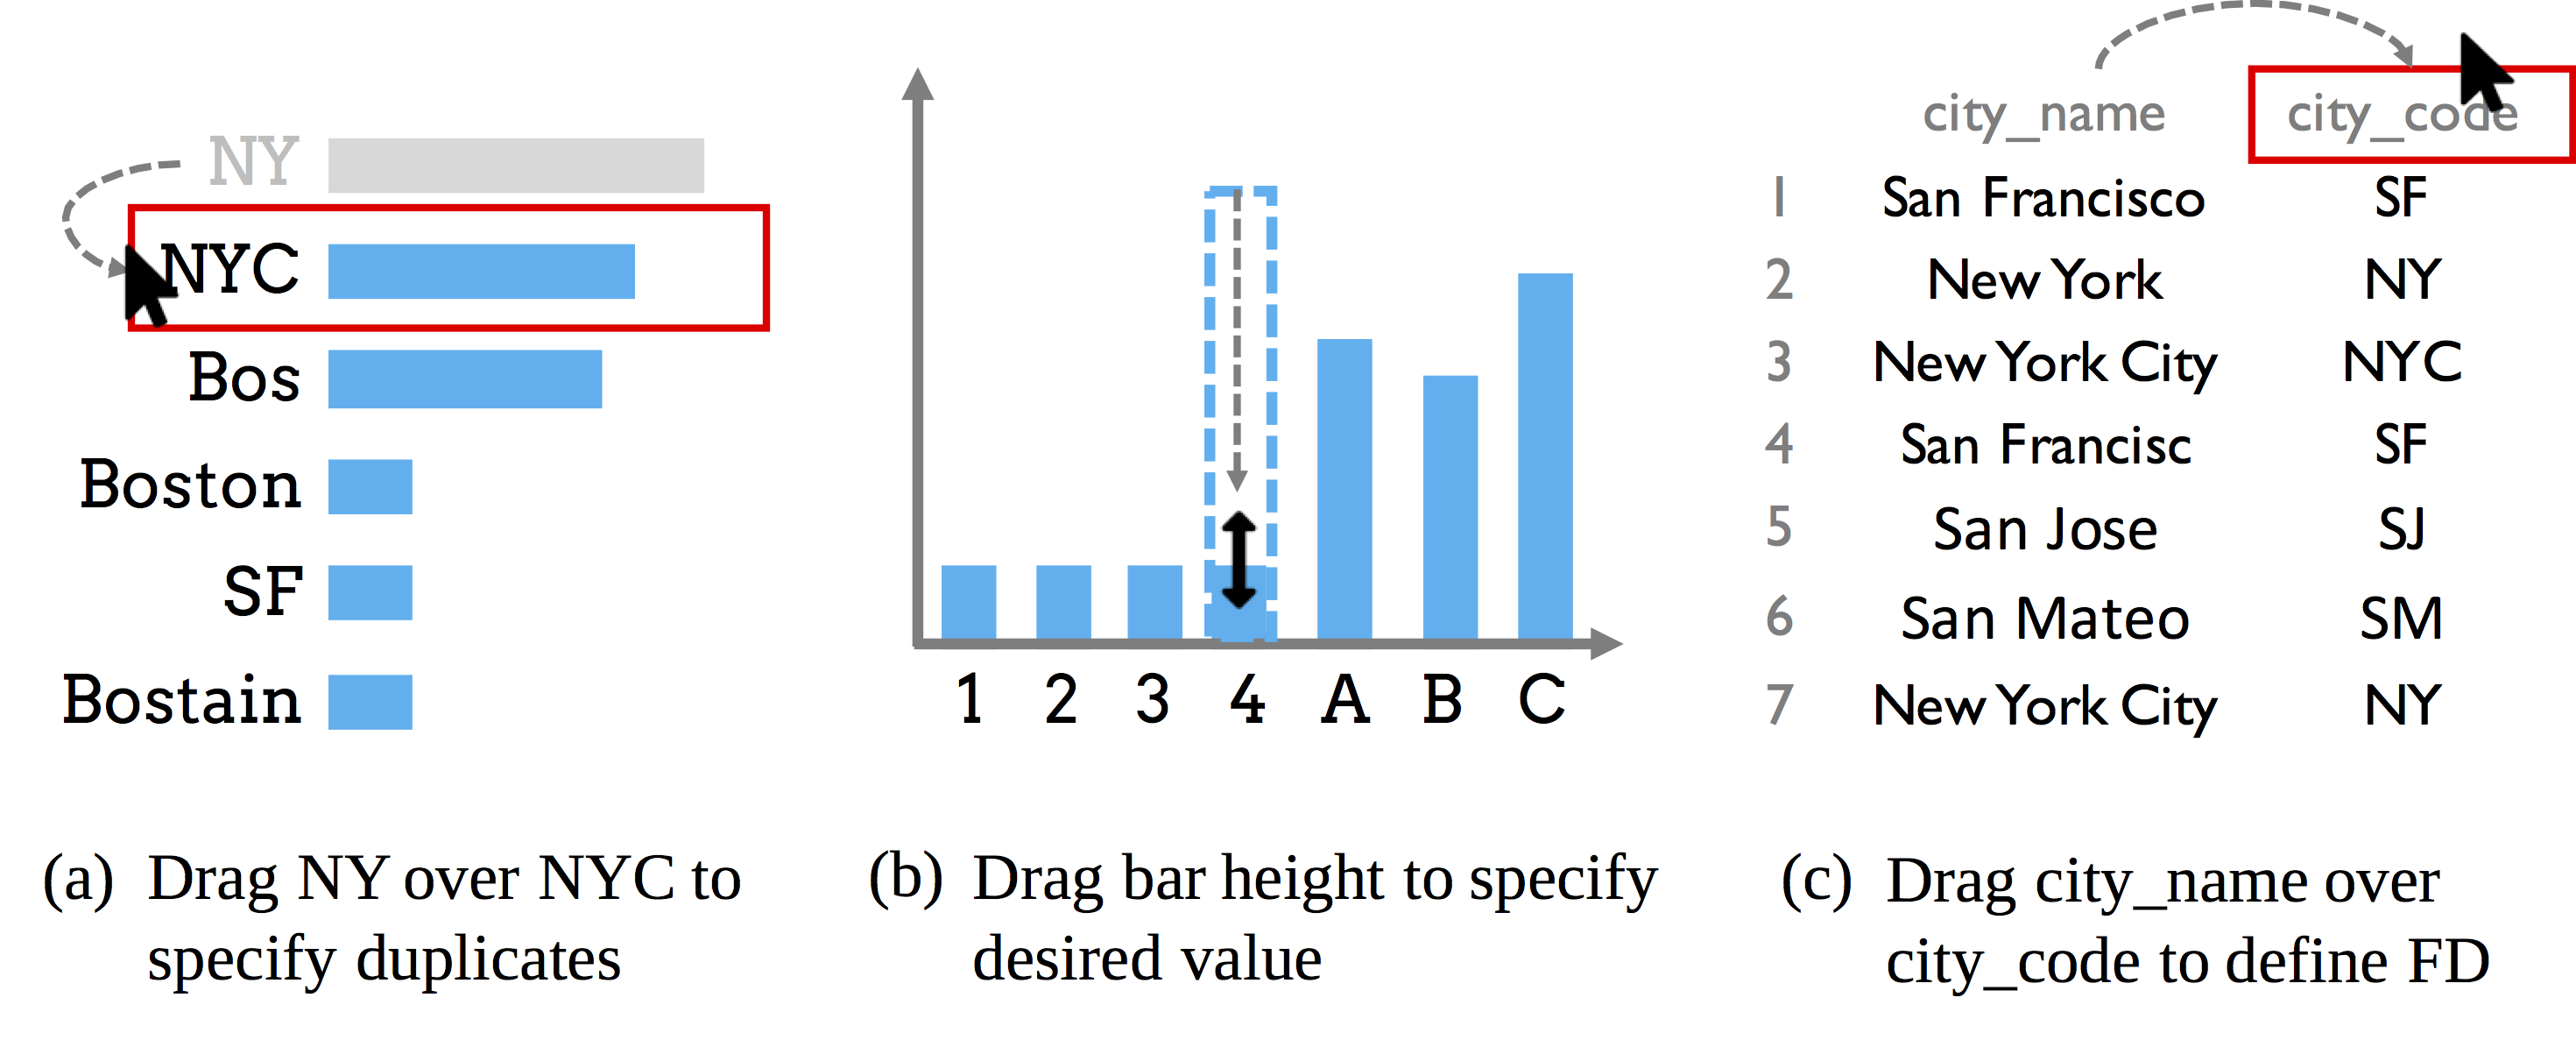 NY
NYC
Bos
Boston
SF
Bostain
(a) Drag NY over NYC to
specify duplicates
1 2 3 4 A B C
(b) Drag bar height to specify
desired value
city_name city_code
1 San Francisco SF
2 New York NY
3 New York City NYC
4 San Francisc SF
5 San Jose SJ
6 San Mateo SM
7 New York City NY
(c) Drag city_name over
city_code to define FD